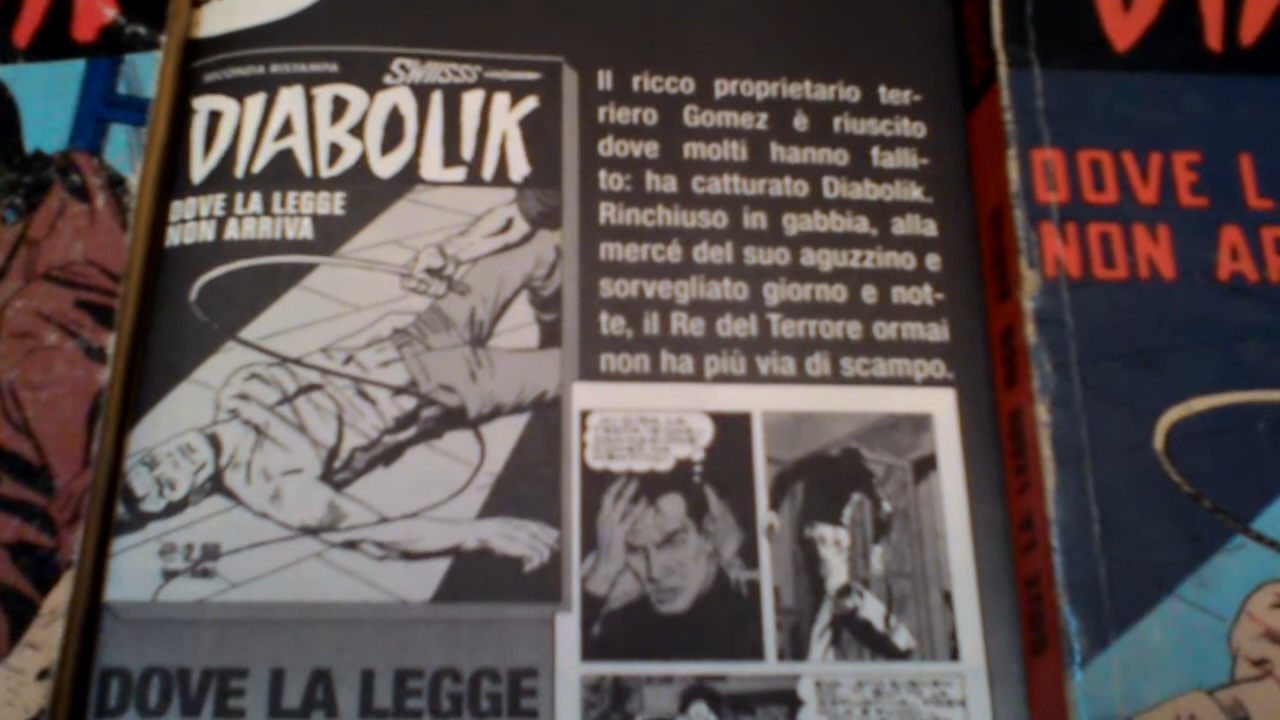 SECONDA RISTAMPA
SWIISSS
DIABOLIK
DOVE LA LEGGE
NON ARRIVA
Il ricco proprietario ter-
riero Gomez è riuscito
dove molti hanno falli-
to: ha catturato Diabolik.
Rinchiuso in gabbia, alla
mercé del suo aguzzino e
sorvegliato giorno e not-
te, il Re del Terrore ormai
non ha più via di scampo.
DOVE LA LEGGE
DOVE L
NON AR